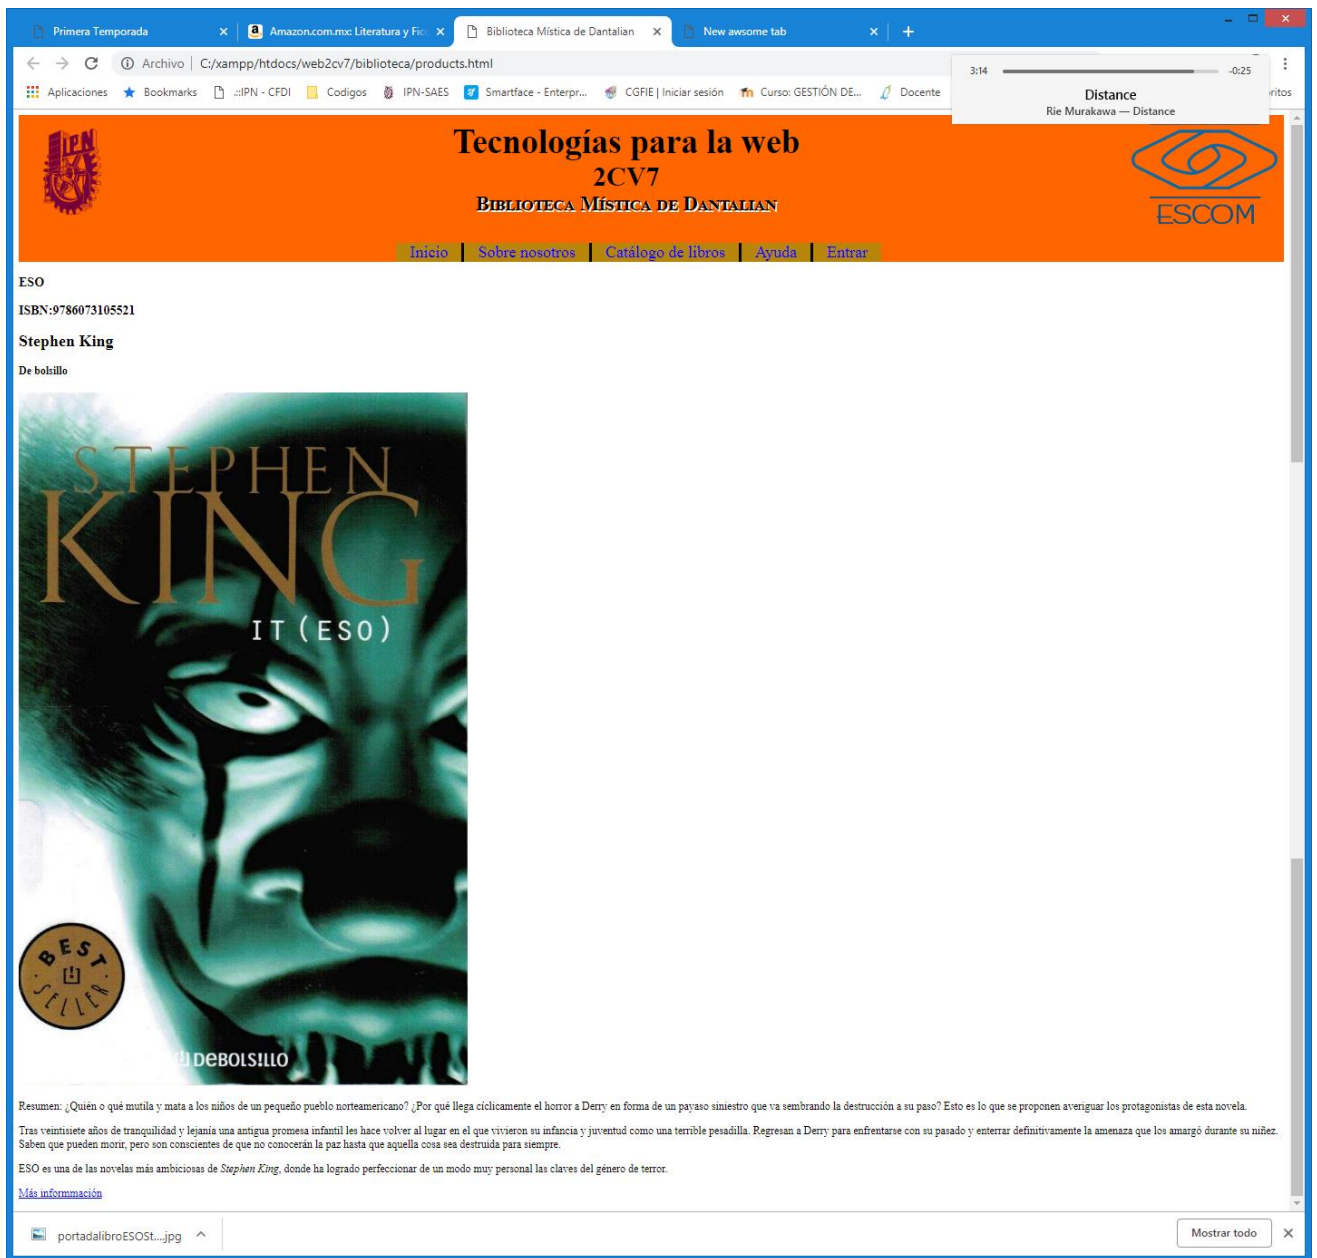 Primera Temporada
Amazon.com.mx: Literatura y Fic
Biblioteca Mística de Dantalian
New awsome tab
Archivo | C:/xampp/htdocs/web2cv7/biblioteca/products.html
3:14 -0:25
Distance
Rie Murakawa — Distance
Aplicaciones Bookmarks .::IPN - CFDI Codigos IPN-SAES Smartface - Enterpr... CGFIE | Iniciar sesión Curso: GESTIÓN DE... Docente ritos
IPN
Tecnologías para la web
2CV7
Biblioteca Mística de Dantalian
ESCOM
Inicio Sobre nosotros Catálogo de libros Ayuda Entrar
ESO
ISBN:9786073105521
Stephen King
De bolsillo
STEPHEN
KING
IT (ESO)
BEST
SELLER
DEBOLS!LLO
Resumen: ¿Quién o qué mutila y mata a los niños de un pequeño pueblo norteamericano? ¿Por qué llega cíclicamente el horror a Derry en forma de un payaso siniestro que va sembrando la destrucción a su paso? Esto es lo que se proponen averiguar los protagonistas de esta novela.
Tras veintisiete años de tranquilidad y lejanía una antigua promesa infantil les hace volver al lugar en el que vivieron su infancia y juventud como una terrible pesadilla. Regresan a Derry para enfrentarse con su pasado y enterrar definitivamente la amenaza que los amargó durante su niñez.
Saben que pueden morir, pero son conscientes de que no conocerán la paz hasta que aquella cosa sea destruida para siempre.
ESO es una de las novelas más ambiciosas de Stephen King, donde ha logrado perfeccionar de un modo muy personal las claves del género de terror.
Más informmación
portadalibroESOSt....jpg
Mostrar todo